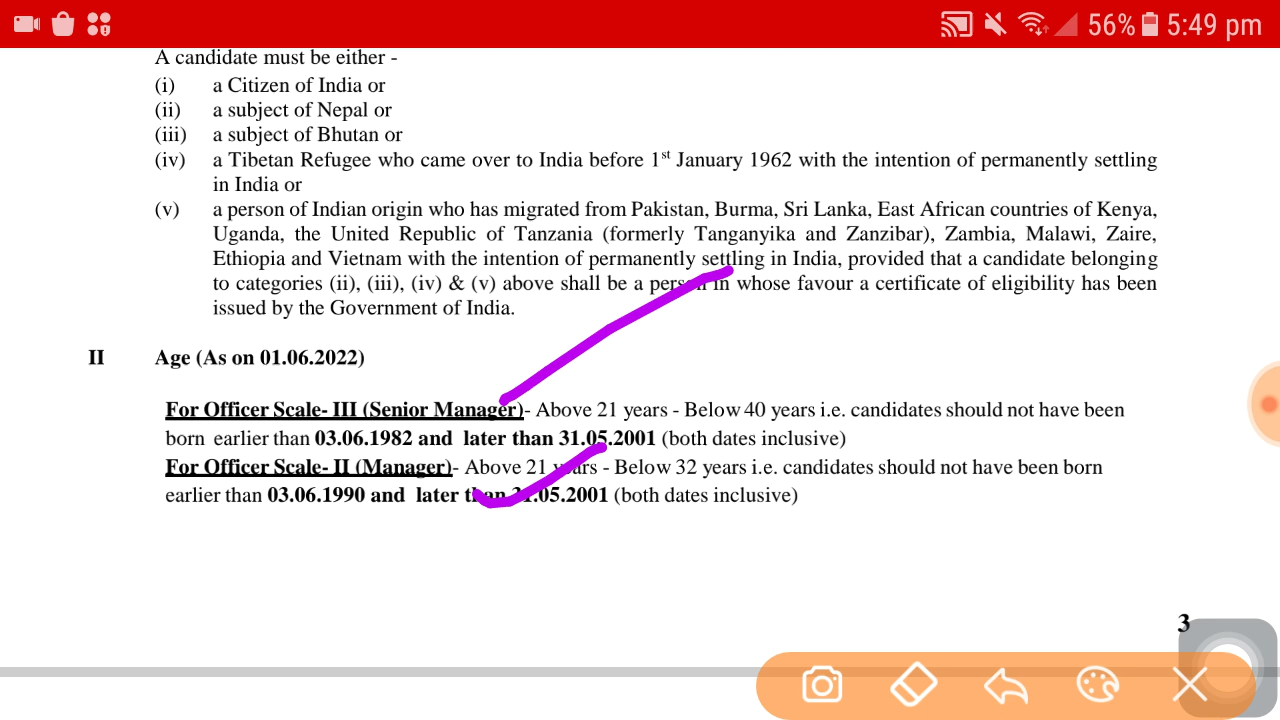 56% 5:49 pm
A candidate must be either -
(i) a Citizen of India or
(ii) a subject of Nepal or
(iii) a subject of Bhutan or
(iv) a Tibetan Refugee who came over to India before 1st January 1962 with the intention of permanently settling
in India or
(v) a person of Indian origin who has migrated from Pakistan, Burma, Sri Lanka, East African countries of Kenya,
Uganda, the United Republic of Tanzania (formerly Tanganyika and Zanzibar), Zambia, Malawi, Zaire,
Ethiopia and Vietnam with the intention of permanently settling in India, provided that a candidate belonging
to categories (ii), (iii), (iv) & (v) above shall be a person in whose favour a certificate of eligibility has been
issued by the Government of India.
II Age (As on 01.06.2022)
For Officer Scale- III (Senior Manager)- Above 21 years - Below 40 years i.e. candidates should not have been
born earlier than 03.06.1982 and later than 31.05.2001 (both dates inclusive)
For Officer Scale- II (Manager)- Above 21 years - Below 32 years i.e. candidates should not have been born
earlier than 03.06.1990 and later than 31.05.2001 (both dates inclusive)
3